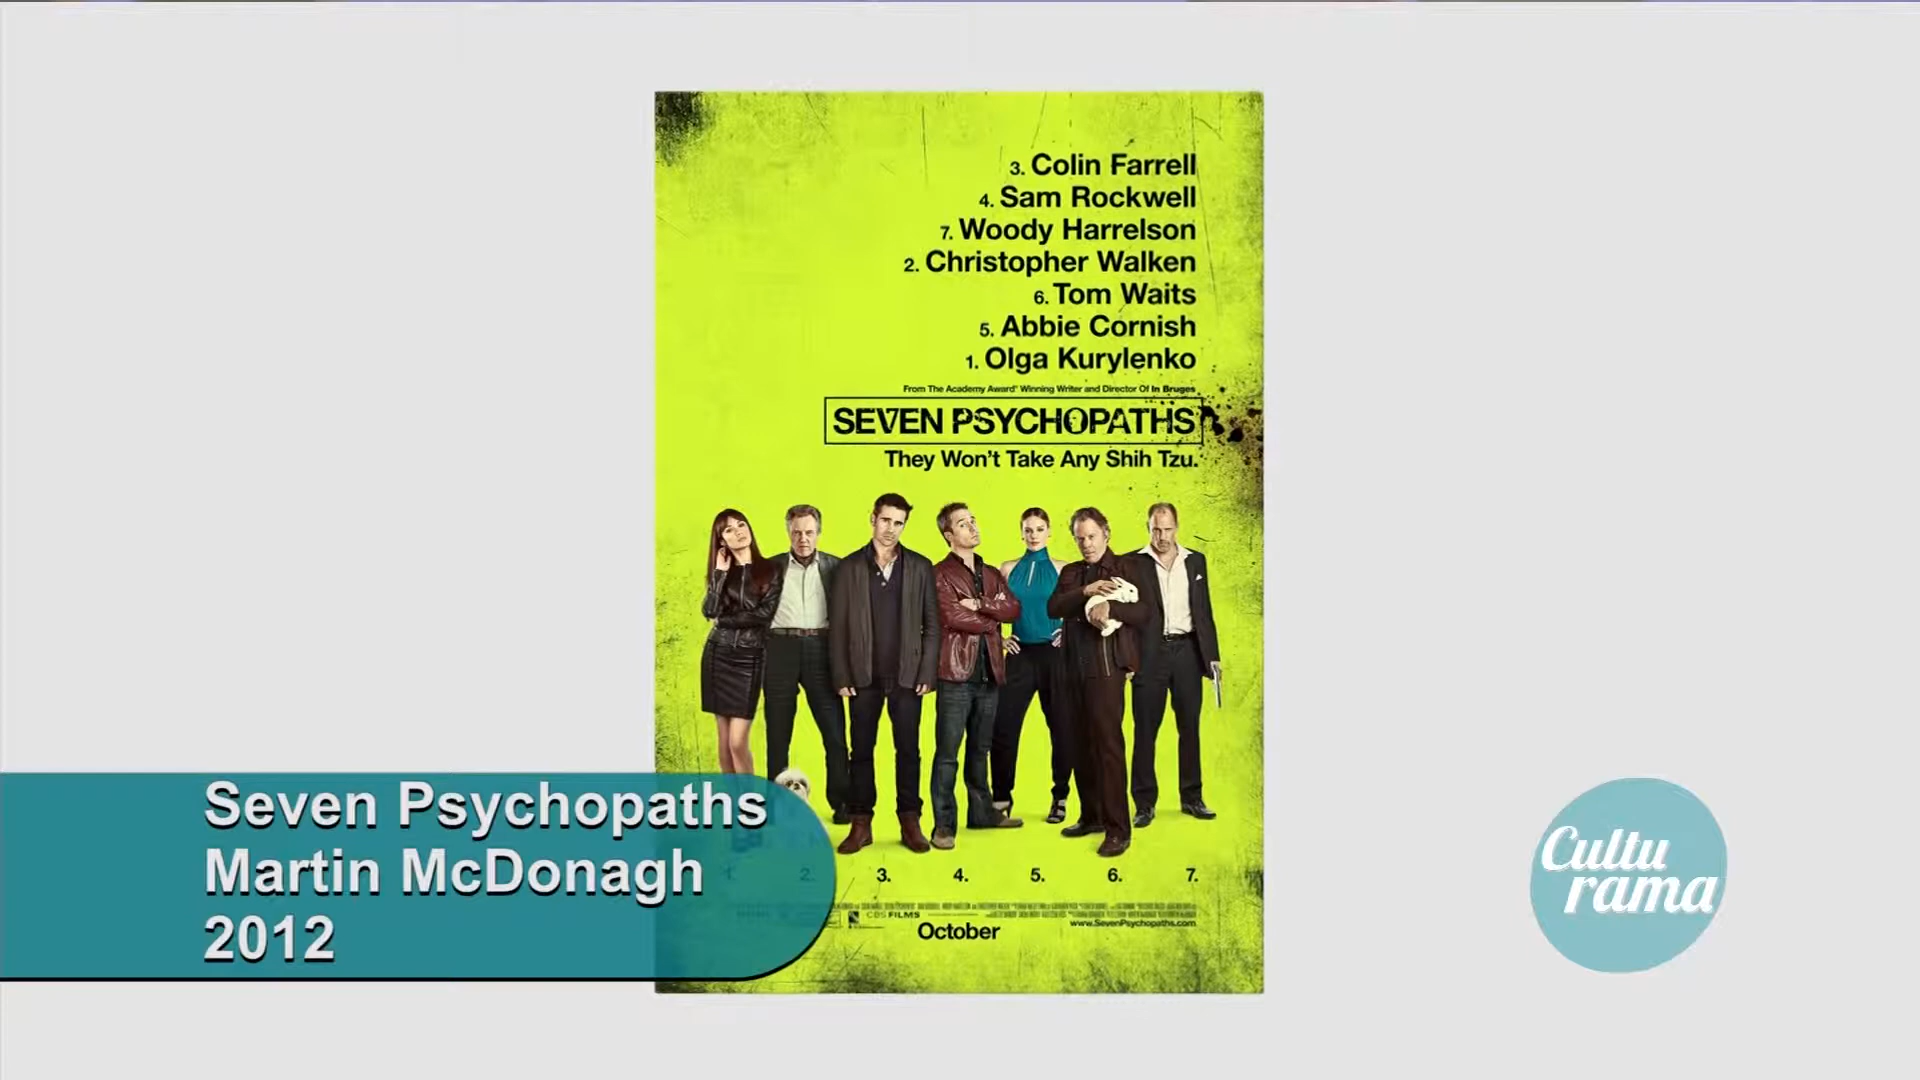 3. Colin Farrell
4. Sam Rockwell
7. Woody Harrelson
2. Christopher Walken
6. Tom Waits
5. Abbie Cornish
1. Olga Kurylenko
From The Academy Award® Winning Writer and Director Of In Bruges
SEVEN PSYCHOPATHS
They Won't Take Any Shih Tzu.
Seven Psychopaths
Martin McDonagh
2012
1. 2. 3. 4. 5. 6. 7.
CBS FILMS
www.SevenPsychopaths.com
October
Cultu
rama